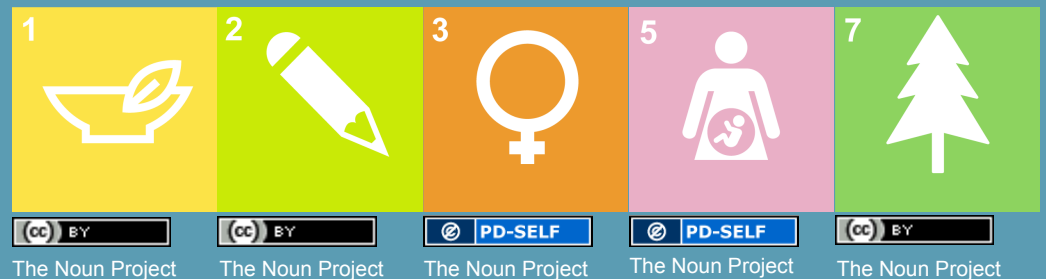 1 2 3 5 7
(cc) BY (cc) BY PD-SELF PD-SELF (cc) BY
The Noun Project The Noun Project The Noun Project The Noun Project The Noun Project